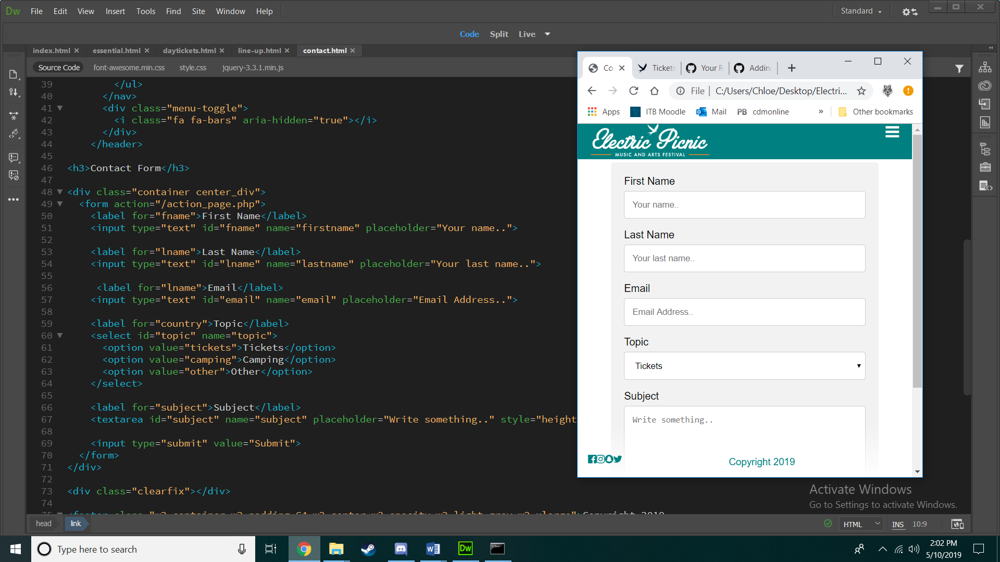 Dw File Edit View Insert Tools Find Site Window Help Standard
Code Split Live
index.html essential.html daytickets.html line-up.html contact.html
Source Code font-awesome.min.css style.css jquery-3.3.1.min.js
39 </ul>
40 </nav>
41 <div class="menu-toggle">
42 <i class="fa fa-bars" aria-hidden="true"></i>
43 </div>
44 </header>
45
46 <h3>Contact Form</h3>
47
48 <div class="container center_div">
49 <form action="/action_page.php">
50 <label for="fname">First Name</label>
51 <input type="text" id="fname" name="firstname" placeholder="Your name..">
52
53 <label for="lname">Last Name</label>
54 <input type="text" id="lname" name="lastname" placeholder="Your last name..">
55
56 <label for="lname">Email</label>
57 <input type="text" id="email" name="email" placeholder="Email Address..">
58
59 <label for="country">Topic</label>
60 <select id="topic" name="topic">
61 <option value="tickets">Tickets</option>
62 <option value="camping">Camping</option>
63 <option value="other">Other</option>
64 </select>
65
66 <label for="subject">Subject</label>
67 <textarea id="subject" name="subject" placeholder="Write something.." style="height
68
69 <input type="submit" value="Submit">
70 </form>
71 </div>
72
73 <div class="clearfix"></div>
74
Co Tickets Your R Adding
File C:/Users/Chloe/Desktop/Electri...
Apps ITB Moodle Mail PB cdmonline » Other bookmarks
Electric Picnic
MUSIC AND ARTS FESTIVAL
First Name
Your name..
Last Name
Your last name..
Email
Email Address..
Topic
Tickets
Subject
Write something..
Copyright 2019
Activate Windows
Go to Settings to activate Windows.
head link HTML INS 10:9
Type here to search
Dw
2:02 PM
5/10/2019